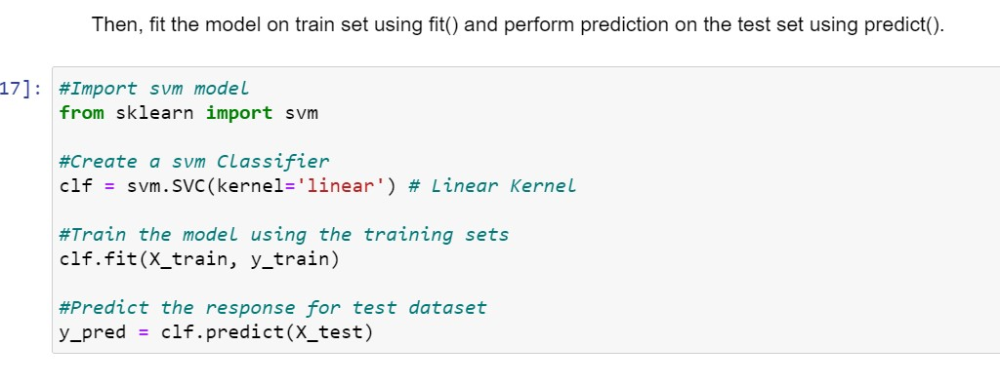 Then, fit the model on train set using fit() and perform prediction on the test set using predict().
17]: #Import svm model
from sklearn import svm
#Create a svm Classifier
clf = svm.SVC(kernel='linear') # Linear Kernel
#Train the model using the training sets
clf.fit(X_train, y_train)
#Predict the response for test dataset
y_pred = clf.predict(X_test)